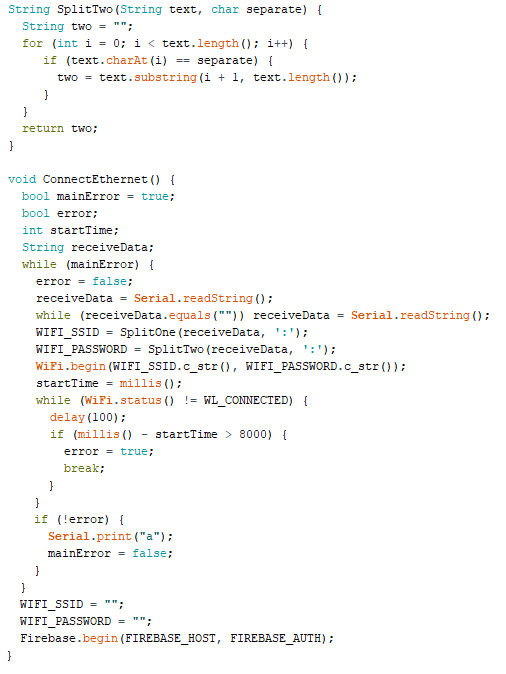 String SplitTwo(String text, char separate) {
  String two = "";
  for (int i = 0; i < text.length(); i++) {
     if (text.charAt(i) == separate) {
       two = text.substring(i + 1, text.length());
     }
  }
  return two;
}

void ConnectEthernet() {
  bool mainError = true;
  bool error;
  int startTime;
  String receiveData;
  while (mainError) {
    error = false;
    receiveData = Serial.readString();
    while (receiveData.equals("")) receiveData = Serial.readString();
    WIFI_SSID = SplitOne(receiveData, ':');
    WIFI_PASSWORD = SplitTwo(receiveData, ':');
    WiFi.begin(WIFI_SSID.c_str(), WIFI_PASSWORD.c_str());
    startTime = millis();
    while (WiFi.status() != WL_CONNECTED) {
      delay(100);
      if (millis() - startTime > 8000) {
        error = true;
        break;
      }
    }
    if (!error) {
      Serial.print("a");
      mainError = false;
    }
  }
  WIFI_SSID = "";
  WIFI_PASSWORD = "";
  Firebase.begin(FIREBASE_HOST, FIREBASE_AUTH);
}